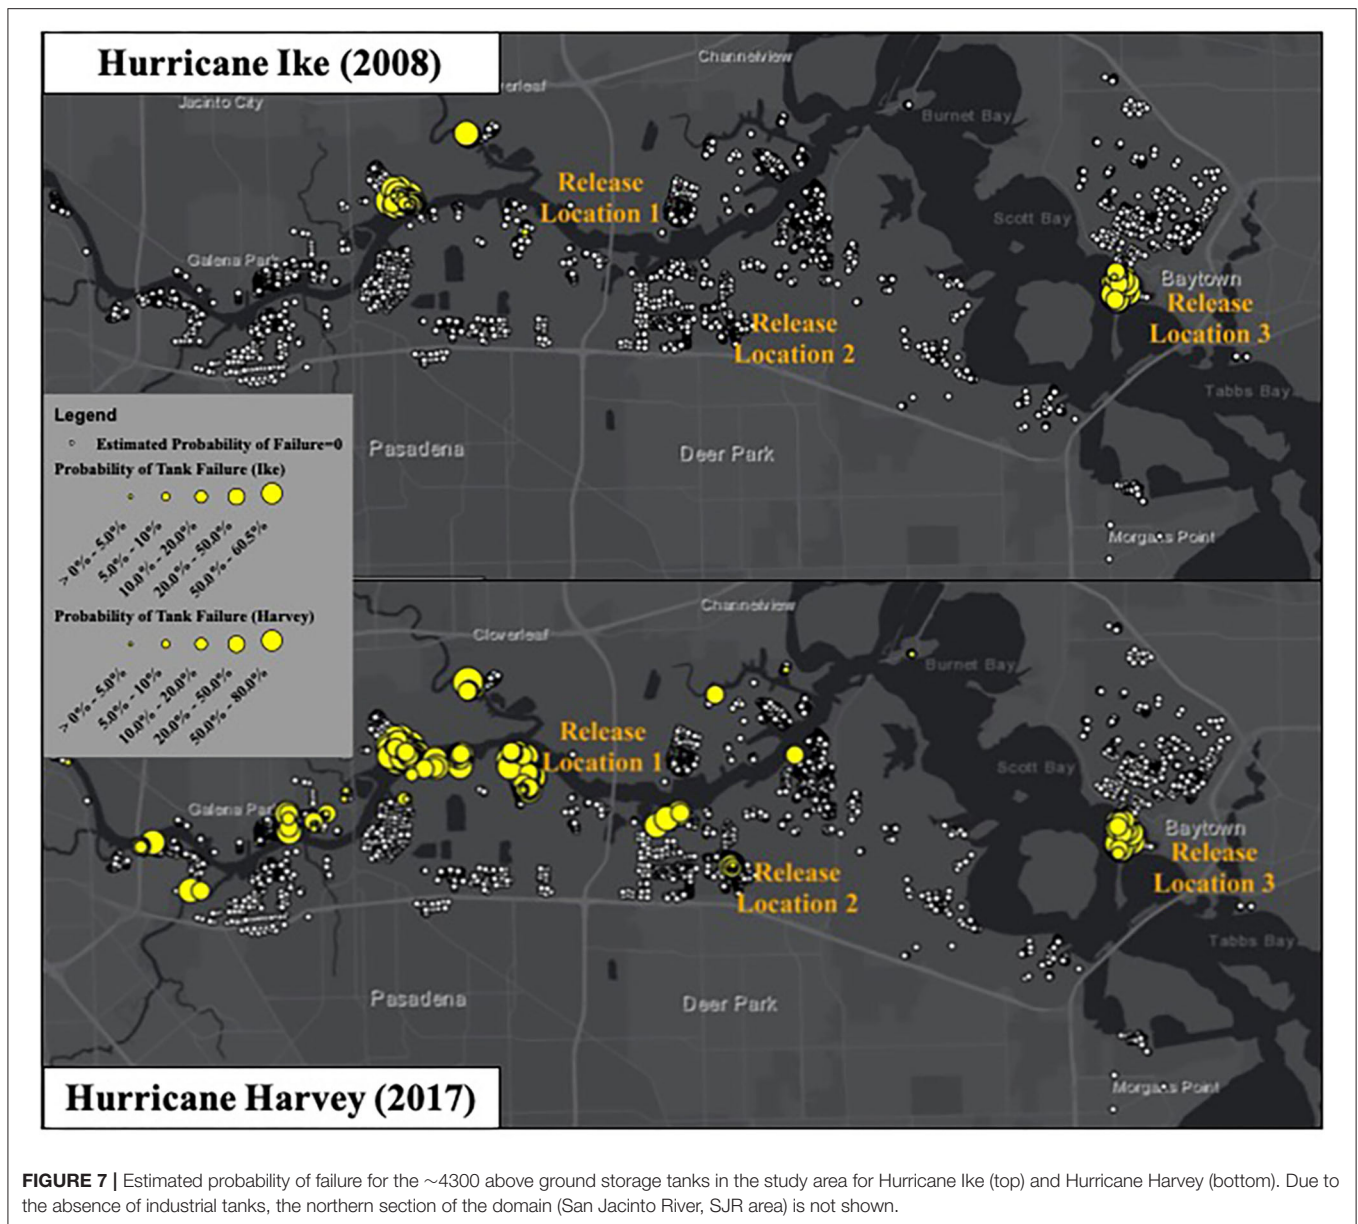 Hurricane Ike (2008)
Channelview
erleaf
Jacinto City
Burnet Bay
Release
Location 1
Scott Bay
Galena Park
Baytown
Release
Location 3
Release
Location 2
Tabbs Bay
Legend
Estimated Probability of Failure=0
Probability of Tank Failure (Ike)
> 0% - 5.0%
5.0% - 10%
10.0% - 20.0%
20.0% - 50.0%
50.0% - 60.5%
Pasadena
Deer Park
Morgans Point
Probability of Tank Failure (Harvey)
> 0% - 5.0%
5.0% - 10%
10.0% - 20.0%
20.0% - 50.0%
50.0% - 80.0%
Channelview
Cloverleaf
Burnet Bay
Release
Location 1
Scott Bay
Galena Park
Baytown
Release
Location 3
Release
Location 2
Tabbs Bay
Pasadena
Deer Park
Morgans Point
Hurricane Harvey (2017)
FIGURE 7 | Estimated probability of failure for the ~4300 above ground storage tanks in the study area for Hurricane Ike (top) and Hurricane Harvey (bottom). Due to
the absence of industrial tanks, the northern section of the domain (San Jacinto River, SJR area) is not shown.